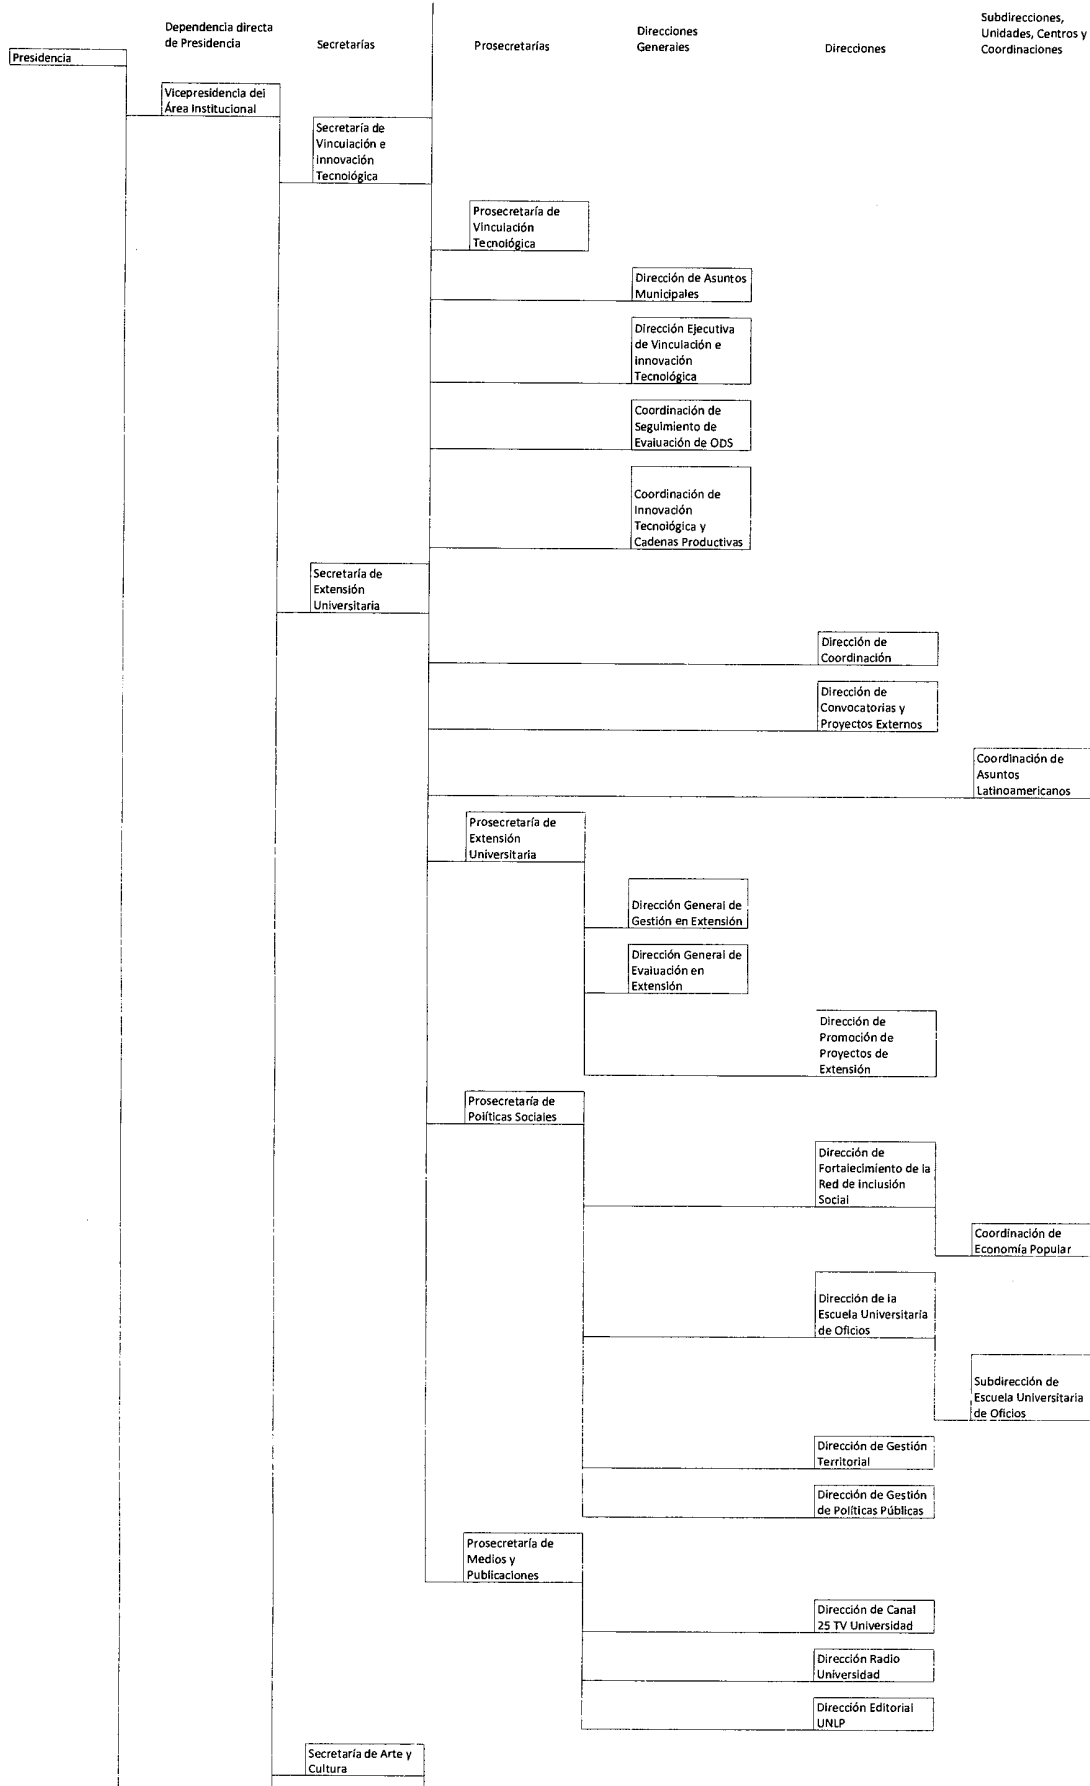 Dependencia directa
de Presidencia
Secretarías
Prosecretarías
Direcciones
Generales
Direcciones
Subdirecciones,
Unidades, Centros y
Coordinaciones
Presidencia
Vicepresidencia del
Área Institucional
Secretaría de
Vinculación e
Innovación
Tecnológica
Prosecretaría de
Vinculación
Tecnológica
Dirección de Asuntos
Municipales
Dirección Ejecutiva
de Vinculación e
Innovación
Tecnológica
Coordinación de
Seguimiento de
Evaluación de ODS
Coordinación de
Innovación
Tecnológica y
Cadenas Productivas
Secretaría de
Extensión
Universitaria
Dirección de
Coordinación
Dirección de
Convocatorias y
Proyectos Externos
Coordinación de
Asuntos
Latinoamericanos
Prosecretaría de
Extensión
Universitaria
Dirección General de
Gestión en Extensión
Dirección General de
Evaluación en
Extensión
Dirección de
Promoción de
Proyectos de
Extensión
Prosecretaría de
Políticas Sociales
Dirección de
Fortalecimiento de la
Red de inclusión
Social
Coordinación de
Economía Popular
Dirección de la
Escuela Universitaria
de Oficios
Subdirección de
Escuela Universitaria
de Oficios
Dirección de Gestión
Territorial
Dirección de Gestión
de Políticas Públicas
Prosecretaría de
Medios y
Publicaciones
Dirección de Canal
25 TV Universidad
Dirección Radio
Universidad
Dirección Editorial
UNLP
Secretaría de Arte y
Cultura